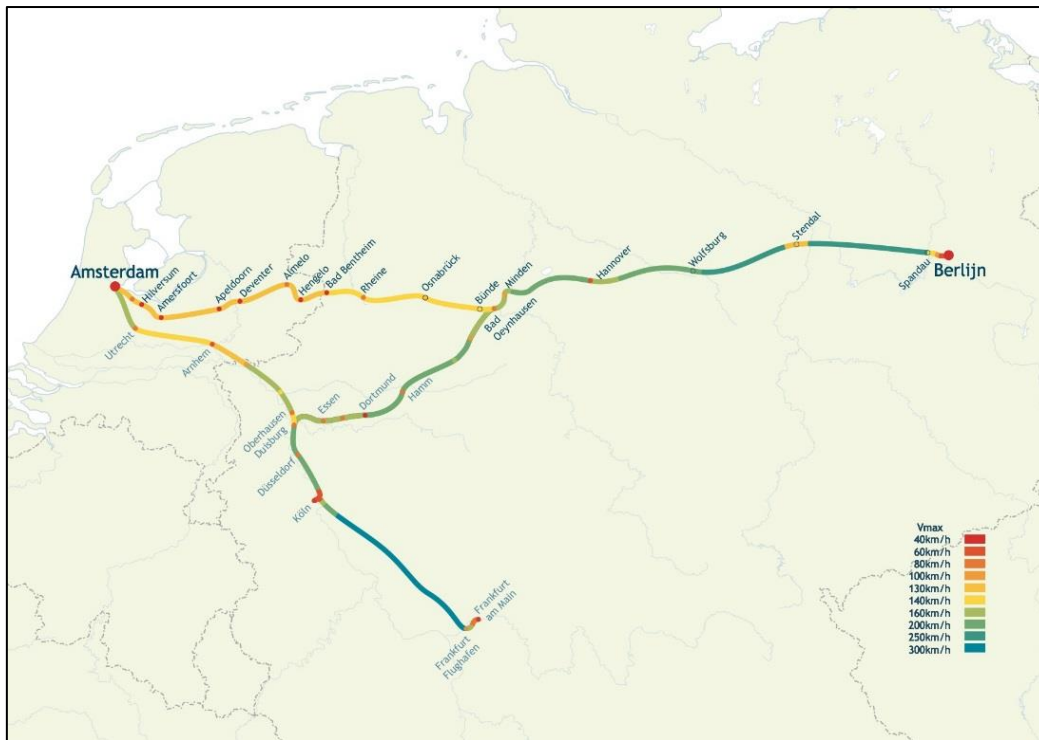 Amsterdam
Hilversum
Amersfoort
Apeldoorn
Deventer
Almelo
Hengelo
Bad Bentheim
Rheine
Osnabrück
Bünde
Bad
Oeynhausen
Minden
Hannover
Wolfsburg
Stendal
Spandau
Berlijn
Utrecht
Arnhem
Oberhausen
Duisburg
Essen
Dortmund
Hamm
Düsseldorf
Köln
Frankfurt
am Main
Frankfurt
Flughafen
Vmax
40km/h
60km/h
80km/h
100km/h
130km/h
140km/h
160km/h
200km/h
250km/h
300km/h